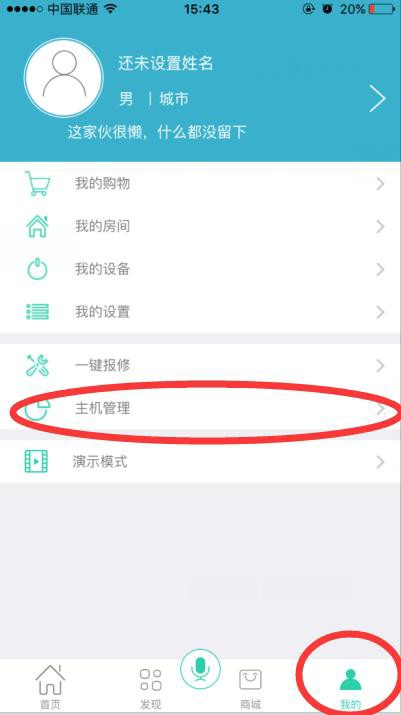 中国联通 15:43 20%
还未设置姓名
男 | 城市
这家伙很懒，什么都没留下
我的购物
我的房间
我的设备
我的设置
一键报修
主机管理
演示模式
首页 发现 商城 我的